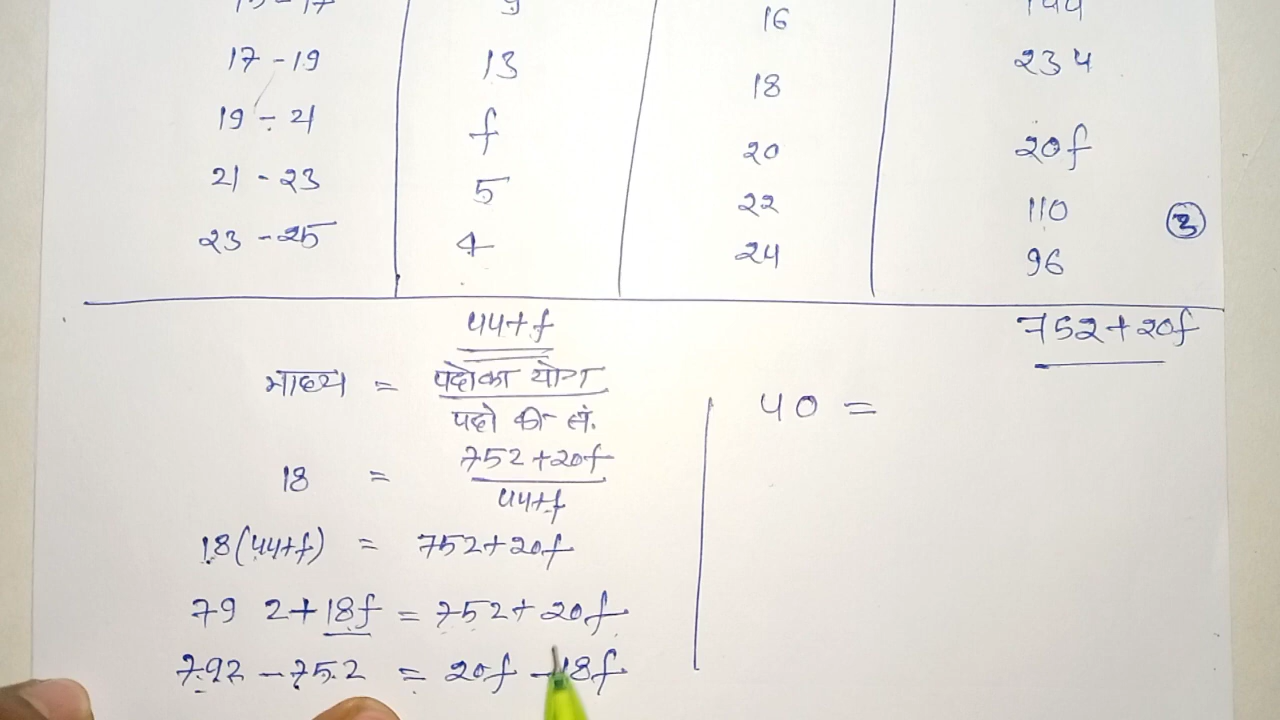 16
17-19 13 18 234
19-21 f 20 20f
21-23 5 22 110
23-25 4 24 96
3
44+f 752+20f
माध्य = पदो का योग / पदो की सं.
18 = 752+20f / 44+f
18(44+f) = 752+20f
792+18f = 752+20f
792-752 = 20f-18f
40 =